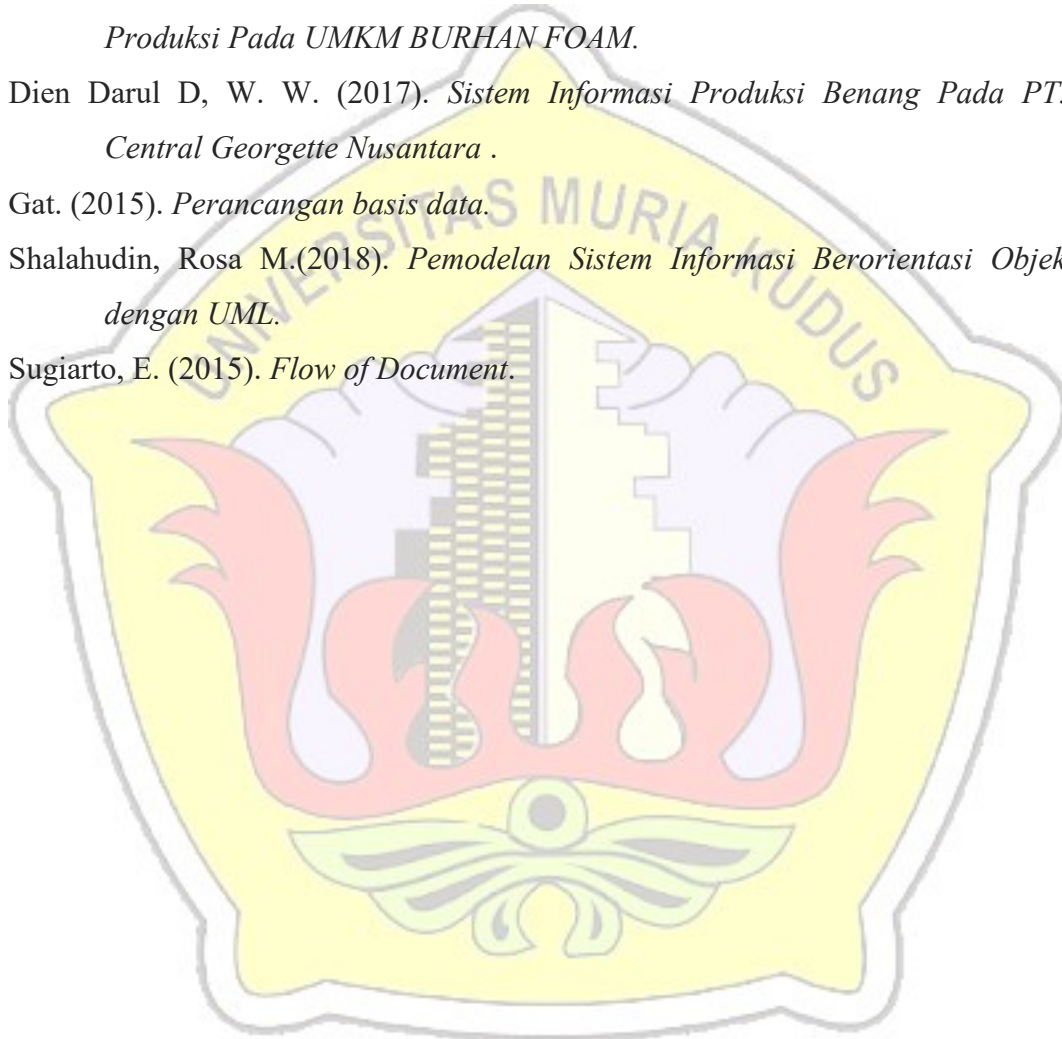 Produksi Pada UMKM BURHAN FOAM.
Dien Darul D, W. W. (2017). Sistem Informasi Produksi Benang Pada PT.
Central Georgette Nusantara .
Gat. (2015). Perancangan basis data.
Shalahudin, Rosa M.(2018). Pemodelan Sistem Informasi Berorientasi Objek
dengan UML.
Sugiarto, E. (2015). Flow of Document.
UNIVERSITAS MURIA KUDUS